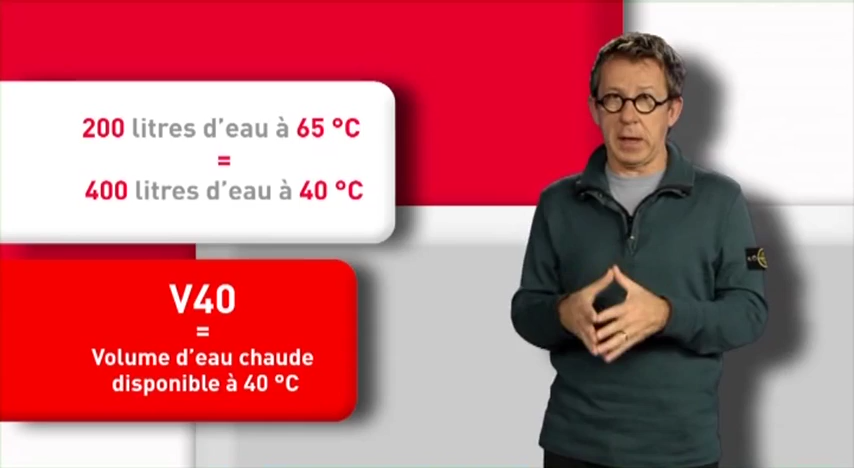 200 litres d'eau à 65 °C
=
400 litres d'eau à 40 °C
V40
=
Volume d'eau chaude
disponible à 40 °C